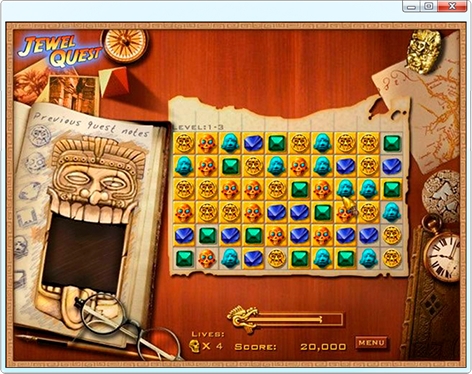 JEWEL
QUEST
Previous quest notes
LEVEL:1-3
LIVES:
X 4 SCORE: 20,000 MENU